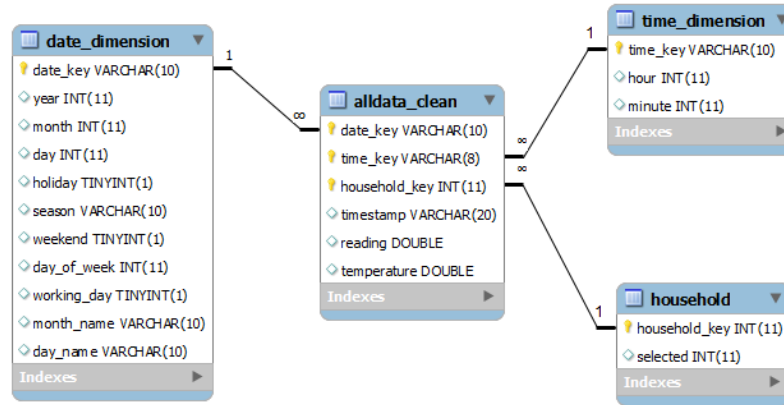 date_dimension
date_key VARCHAR(10)
year INT(11)
month INT(11)
day INT(11)
holiday TINYINT(1)
season VARCHAR(10)
weekend TINYINT(1)
day_of_week INT(11)
working_day TINYINT(1)
month_name VARCHAR(10)
day_name VARCHAR(10)
Indexes
1
∞
alldata_clean
date_key VARCHAR(10)
time_key VARCHAR(8)
household_key INT(11)
timestamp VARCHAR(20)
reading DOUBLE
temperature DOUBLE
Indexes
∞
∞
1
time_dimension
time_key VARCHAR(10)
hour INT(11)
minute INT(11)
Indexes
1
household
household_key INT(11)
selected INT(11)
Indexes